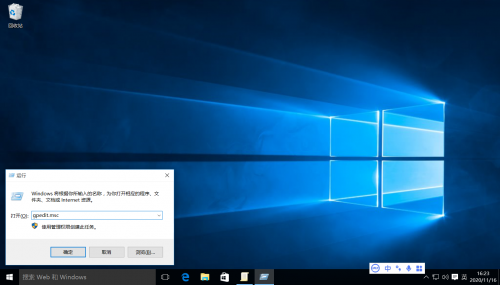 回收站
运行
Windows 将根据你所输入的名称，为你打开相应的程序、文
件夹、文档或 Internet 资源。
打开(O):
gpedit.msc
使用管理权限创建此任务。
确定
取消
浏览(B)...
中
搜索 Web 和 Windows
英
16:23
2020/11/16